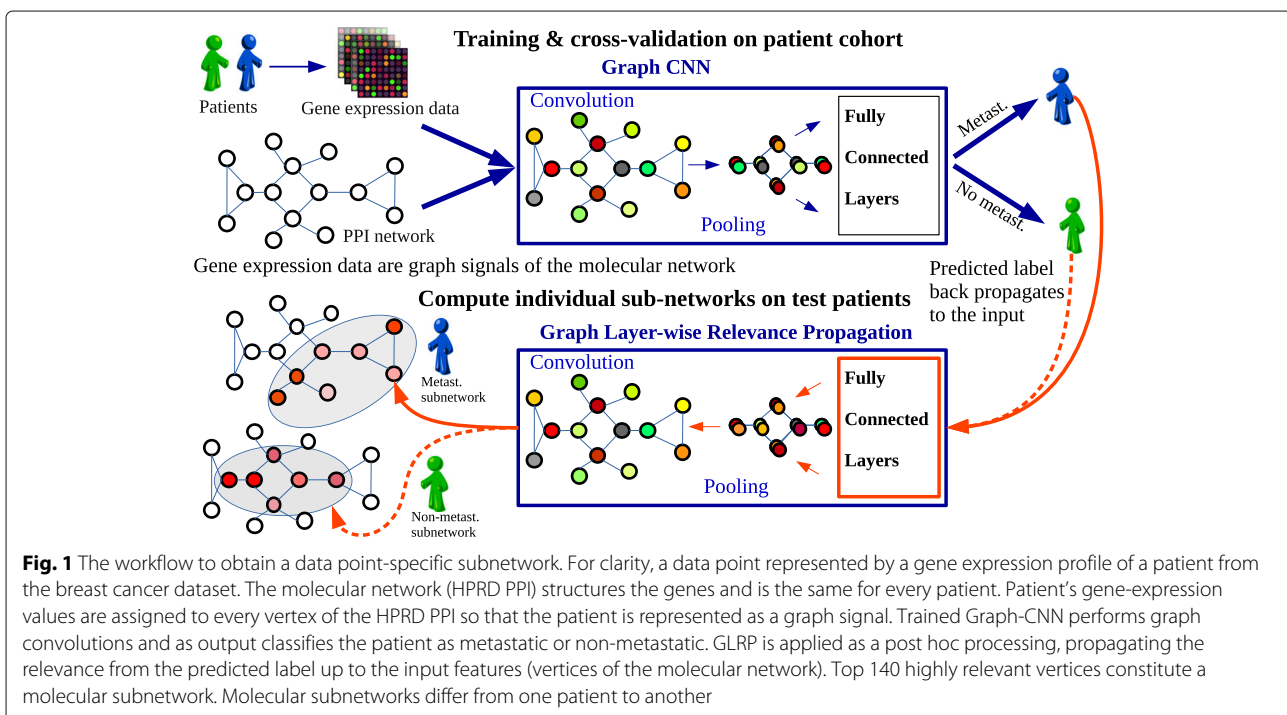 Training & cross-validation on patient cohort
Graph CNN
Patients
Gene expression data
Convolution
Fully
Connected
Layers
Pooling
Metast.
No metast.
PPI network
Gene expression data are graph signals of the molecular network
Predicted label
back propagates
to the input
Compute individual sub-networks on test patients
Graph Layer-wise Relevance Propagation
Convolution
Fully
Connected
Layers
Pooling
Metast.
subnetwork
Non-metast.
subnetwork
Fig. 1 The workflow to obtain a data point-specific subnetwork. For clarity, a data point represented by a gene expression profile of a patient from
the breast cancer dataset. The molecular network (HPRD PPI) structures the genes and is the same for every patient. Patient's gene-expression
values are assigned to every vertex of the HPRD PPI so that the patient is represented as a graph signal. Trained Graph-CNN performs graph
convolutions and as output classifies the patient as metastatic or non-metastatic. GLRP is applied as a post hoc processing, propagating the
relevance from the predicted label up to the input features (vertices of the molecular network). Top 140 highly relevant vertices constitute a
molecular subnetwork. Molecular subnetworks differ from one patient to another